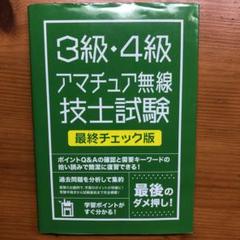 3級・4級
アマチュア無線
技士試験
最終チェック版
ポイントQ&Aの確認と需要キーワードの
拾い読みで簡潔に復習できる!
過去問題を分析して集約
学習ポイントが
すぐ分かる!
最後の
ダメ押し!